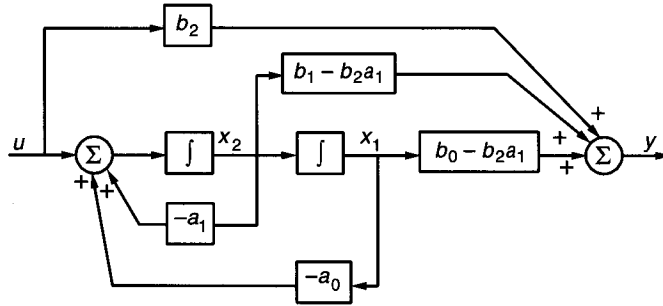 b₂
b₁ – b₂a₁
u
Σ
∫
x₂
∫
x₁
b₀ – b₂a₁
+
+
+
Σ
y
+
+
–a₁
–a₀